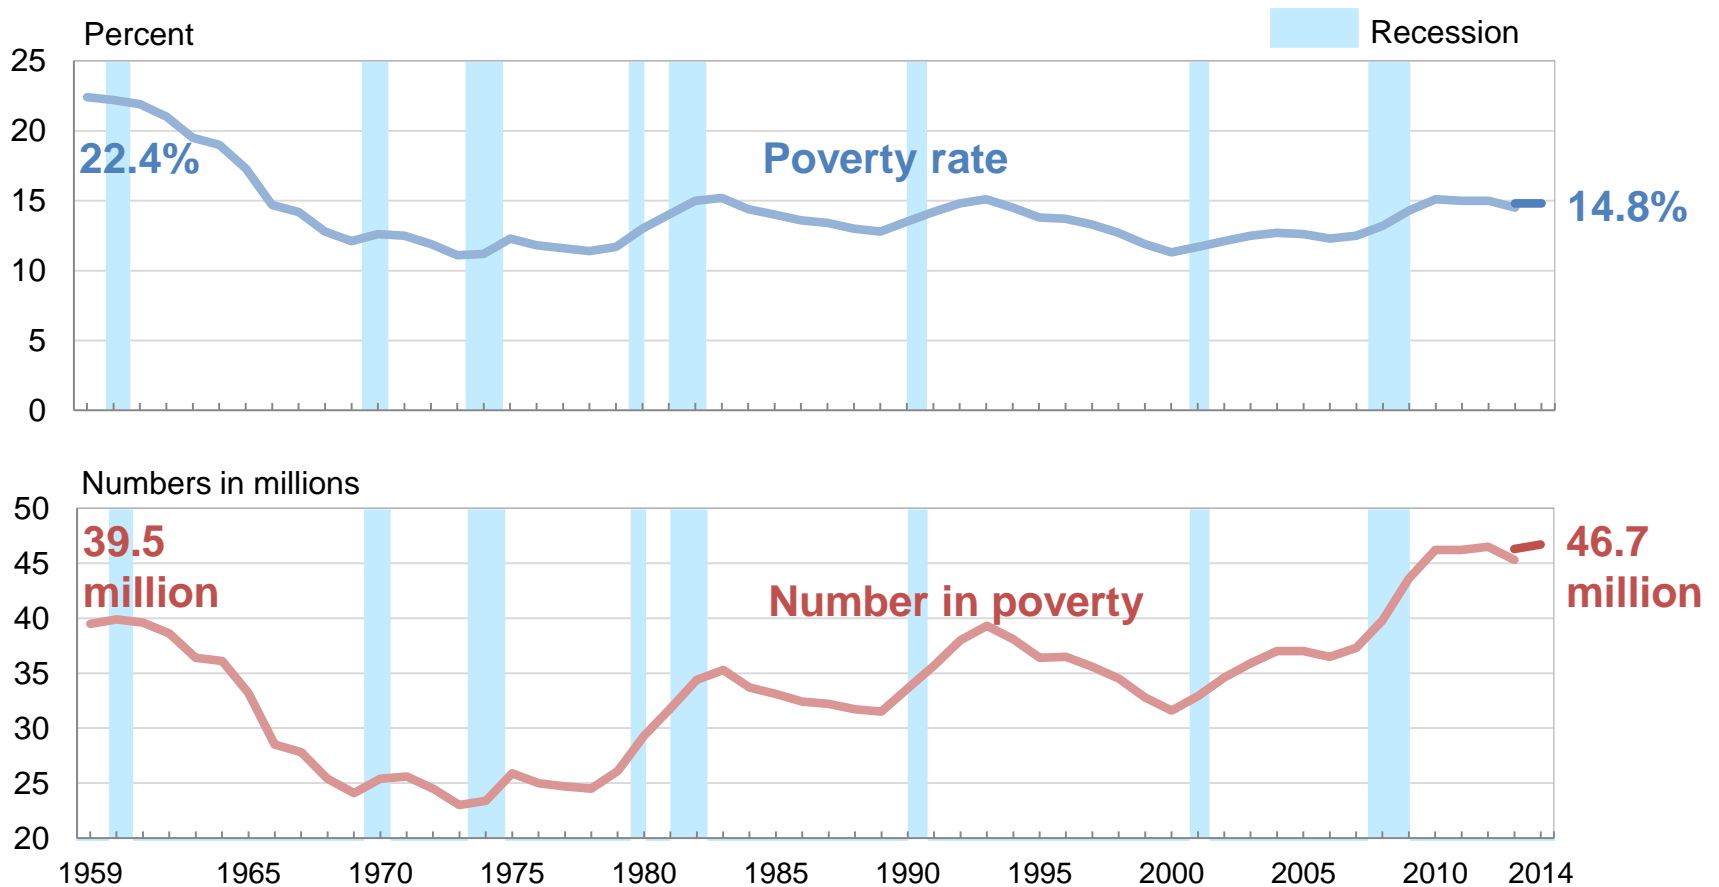 Percent
Recession
25
20
15
10
5
0
22.4%
Poverty rate
14.8%
Numbers in millions
50
45
40
35
30
25
20
39.5
million
Number in poverty
46.7
million
1959 1965 1970 1975 1980 1985 1990 1995 2000 2005 2010 2014